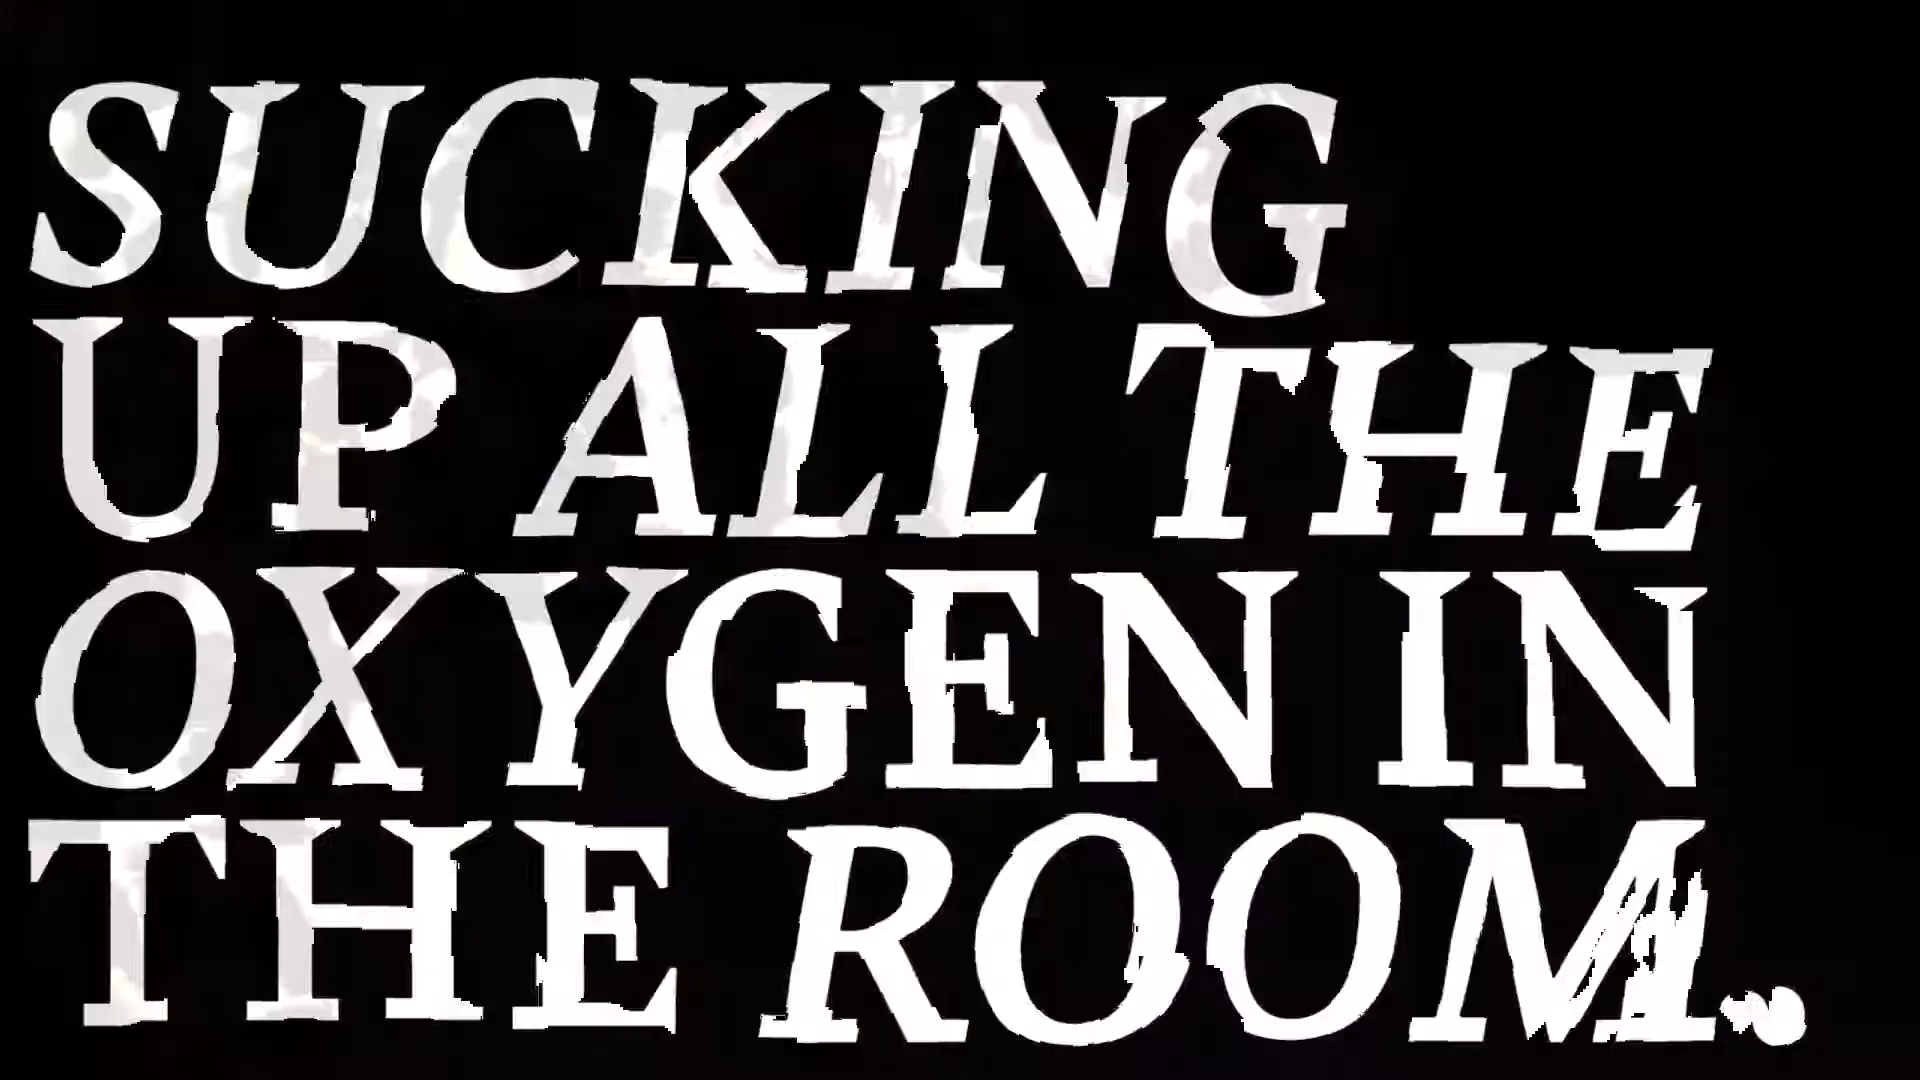 SUCKING
UP ALL THE
OXYGEN IN
THE ROOM.